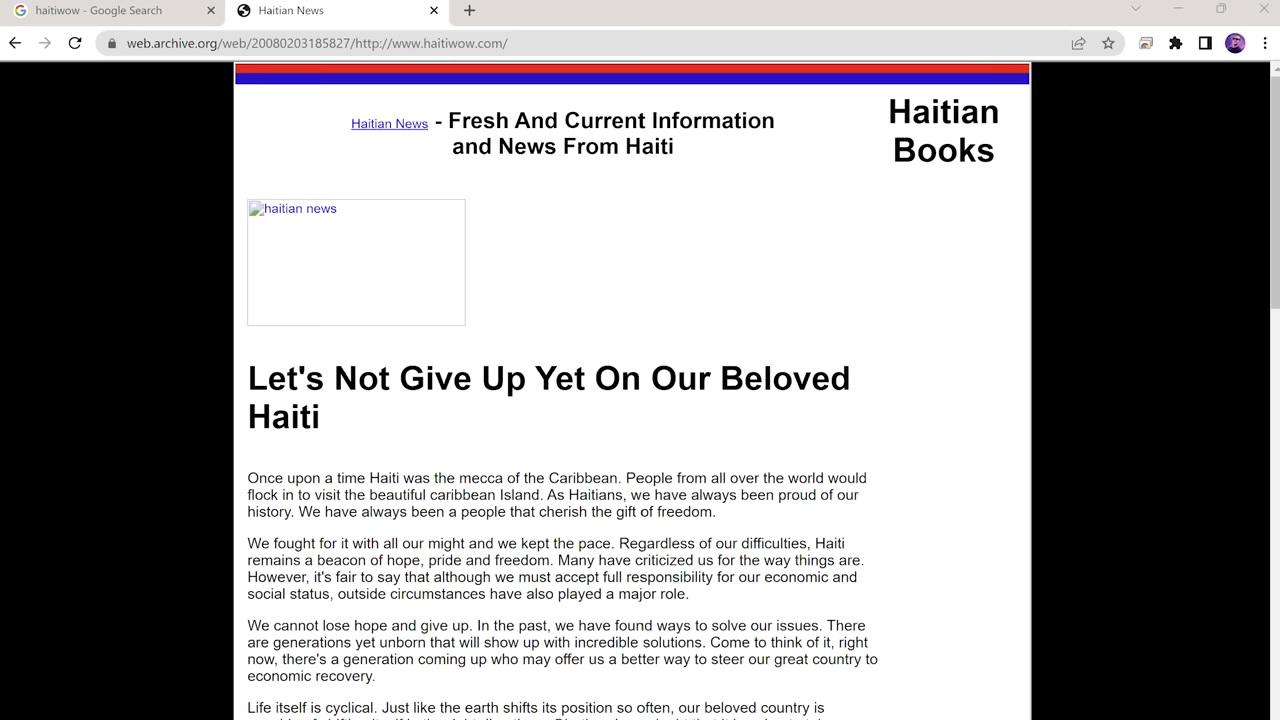 haitiwow - Google Search
Haitian News
web.archive.org/web/20080203185827/http://www.haitiwow.com/
Haitian News - Fresh And Current Information
and News From Haiti
Haitian
Books
haitian news
Let's Not Give Up Yet On Our Beloved
Haiti
Once upon a time Haiti was the mecca of the Caribbean. People from all over the world would
flock in to visit the beautiful caribbean Island. As Haitians, we have always been proud of our
history. We have always been a people that cherish the gift of freedom.
We fought for it with all our might and we kept the pace. Regardless of our difficulties, Haiti
remains a beacon of hope, pride and freedom. Many have criticized us for the way things are.
However, it's fair to say that although we must accept full responsibility for our economic and
social status, outside circumstances have also played a major role.
We cannot lose hope and give up. In the past, we have found ways to solve our issues. There
are generations yet unborn that will show up with incredible solutions. Come to think of it, right
now, there's a generation coming up who may offer us a better way to steer our great country to
economic recovery.
Life itself is cyclical. Just like the earth shifts its position so often, our beloved country is